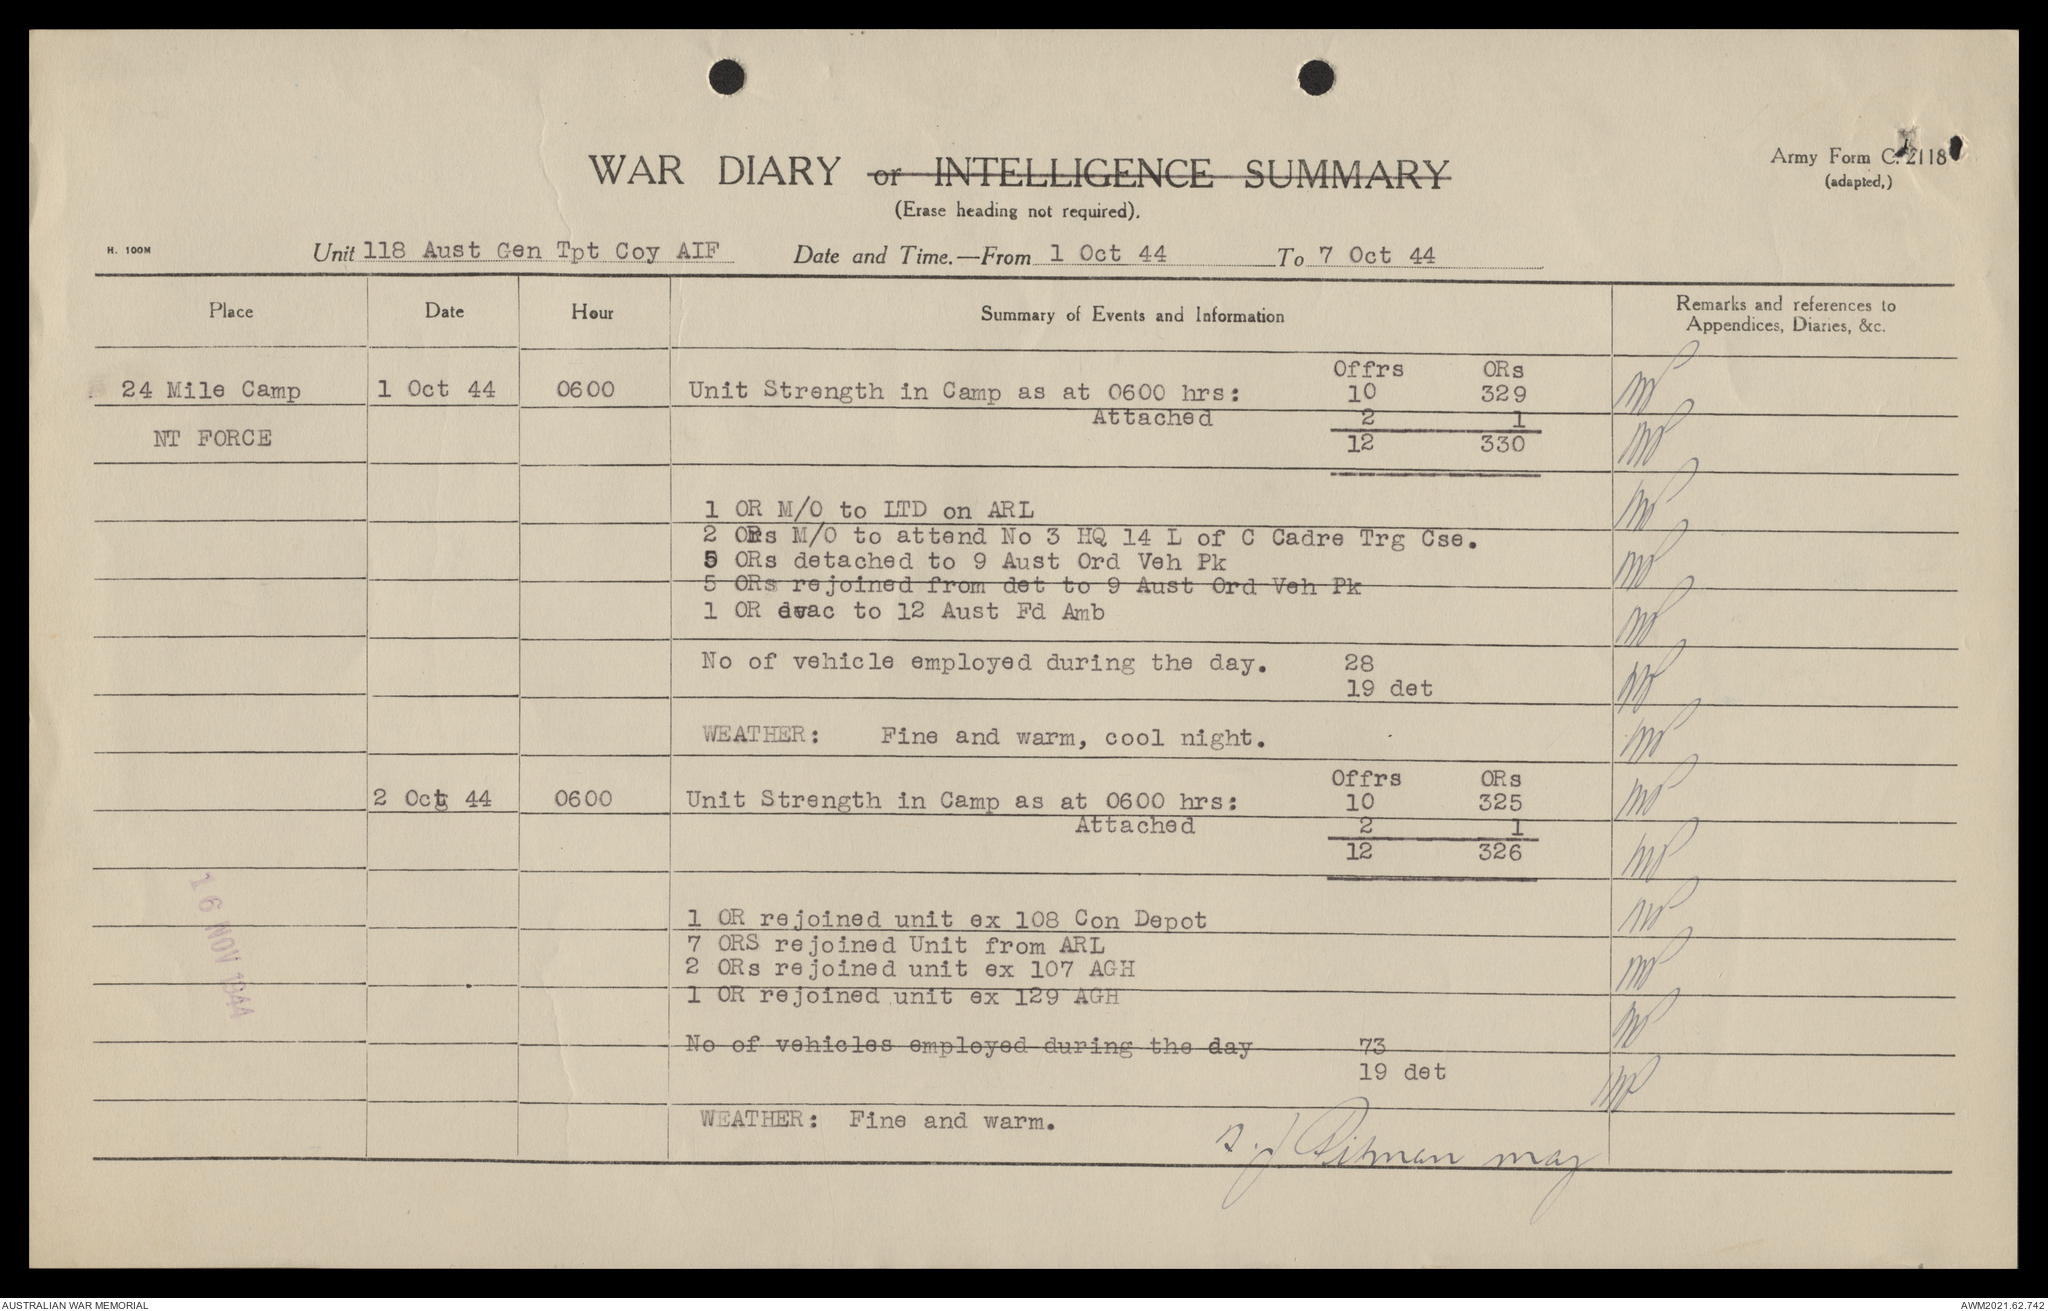 WAR DIARY or INTELLIGENCE SUMMARY
Army Form C. 2118
(adapted,)
(Erase heading not required).
H. 100M
Unit 118 Aust Gen Tpt Coy AIF Date and Time.—From 1 Oct 44 To 7 Oct 44
Place Date Hour Summary of Events and Information Remarks and references to Appendices, Diaries, &c.
Offrs ORs
24 Mile Camp 1 Oct 44 0600 Unit Strength in Camp as at 0600 hrs: 10 329
Attached 2 1
NT FORCE 12 330
1 OR M/O to LTD on ARL
2 ORs M/O to attend No 3 HQ 14 L of C Cadre Trg Cse.
5 ORs detached to 9 Aust Ord Veh Pk
5 ORs rejoined from det to 9 Aust Ord Veh Pk
1 OR evac to 12 Aust Fd Amb
No of vehicle employed during the day. 28
19 det
WEATHER: Fine and warm, cool night.
Offrs ORs
2 Oct 44 0600 Unit Strength in Camp as at 0600 hrs: 10 325
Attached 2 1
12 326
1 OR rejoined unit ex 108 Con Depot
7 ORS rejoined Unit from ARL
2 ORs rejoined unit ex 107 AGH
1 OR rejoined unit ex 129 AGH
No of vehicles employed during the day 73
19 det
WEATHER: Fine and warm.
Pitman maj
16 NOV 1944
AUSTRALIAN WAR MEMORIAL
AWM2021.62.742